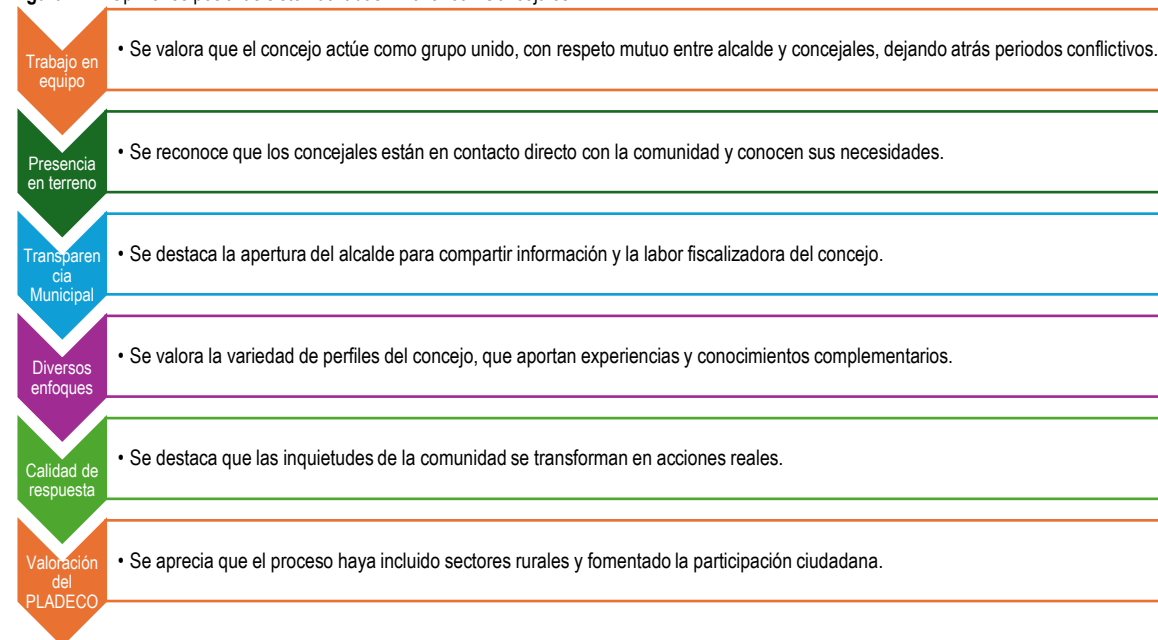 Trabajo en
equipo
• Se valora que el concejo actúe como grupo unido, con respeto mutuo entre alcalde y concejales, dejando atrás periodos conflictivos.
Presencia
en terreno
• Se reconoce que los concejales están en contacto directo con la comunidad y conocen sus necesidades.
Transparen
cia
Municipal
• Se destaca la apertura del alcalde para compartir información y la labor fiscalizadora del concejo.
Diversos
enfoques
• Se valora la variedad de perfiles del concejo, que aportan experiencias y conocimientos complementarios.
Calidad de
respuesta
• Se destaca que las inquietudes de la comunidad se transforman en acciones reales.
Valoración
del
PLADECO
• Se aprecia que el proceso haya incluido sectores rurales y fomentado la participación ciudadana.